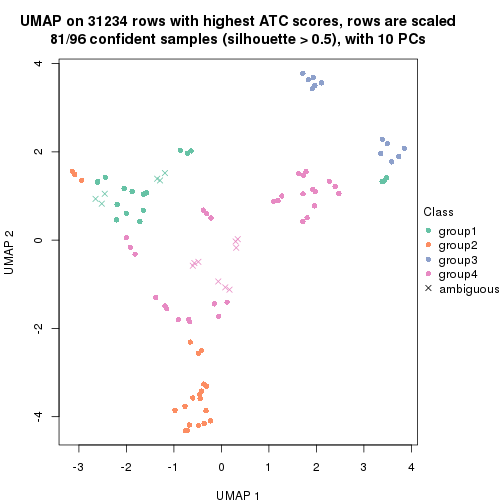 UMAP on 31234 rows with highest ATC scores, rows are scaled
81/96 confident samples (silhouette > 0.5), with 10 PCs
4
2
0
-2
-4
UMAP 2
-3
-2
-1
0
1
2
3
4
UMAP 1
Class
group1
group2
group3
group4
ambiguous